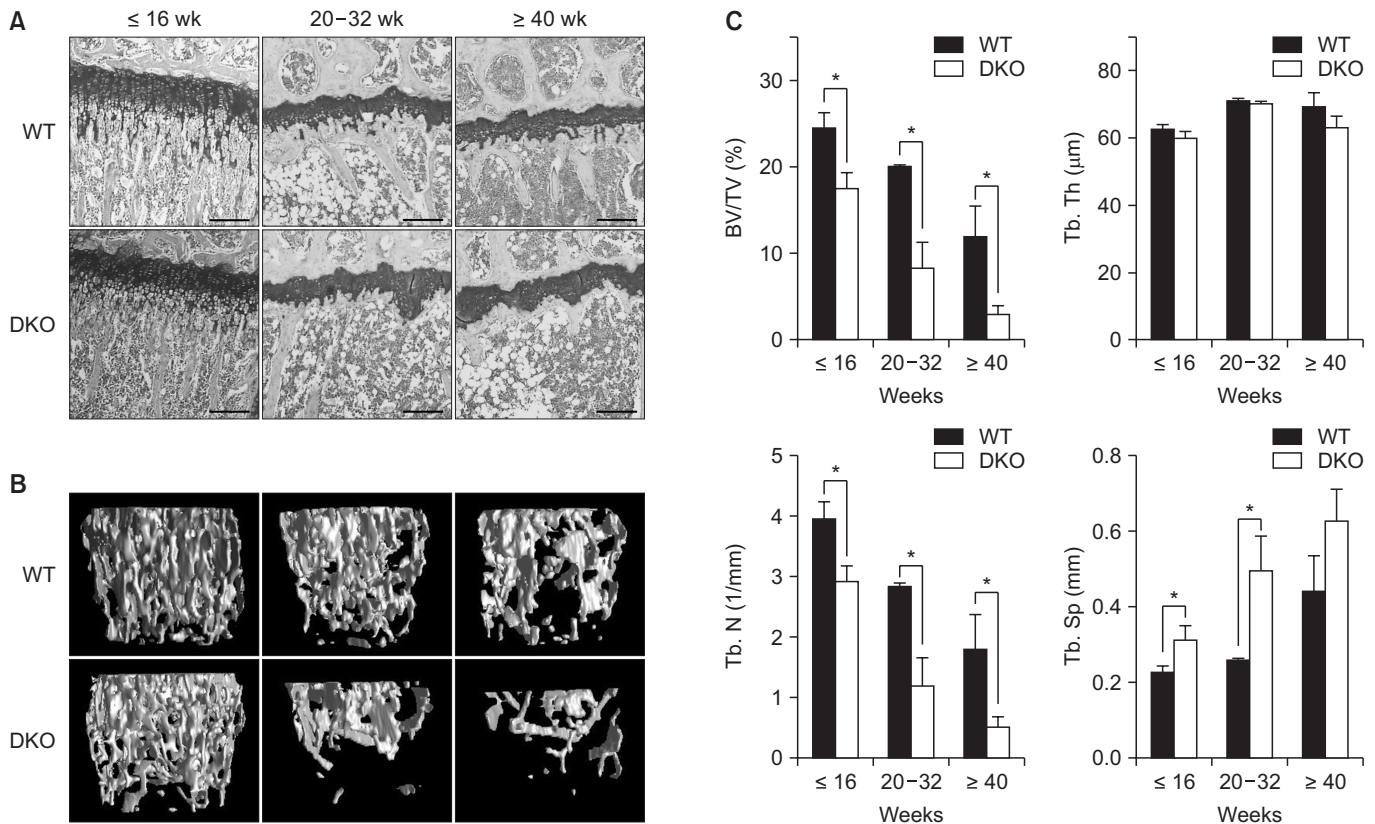 A
≤ 16 wk
20−32 wk
≥ 40 wk
WT
DKO
B
WT
DKO
C
WT
DKO
BV/TV (%)
30
20
10
0
*
*
*
≤ 16
20−32
≥ 40
Weeks
WT
DKO
Tb. Th (μm)
80
60
40
20
0
≤ 16
20−32
≥ 40
Weeks
WT
DKO
Tb. N (1/mm)
5
4
3
2
1
0
*
*
*
≤ 16
20−32
≥ 40
Weeks
WT
DKO
Tb. Sp (mm)
0.8
0.6
0.4
0.2
0.0
*
*
≤ 16
20−32
≥ 40
Weeks